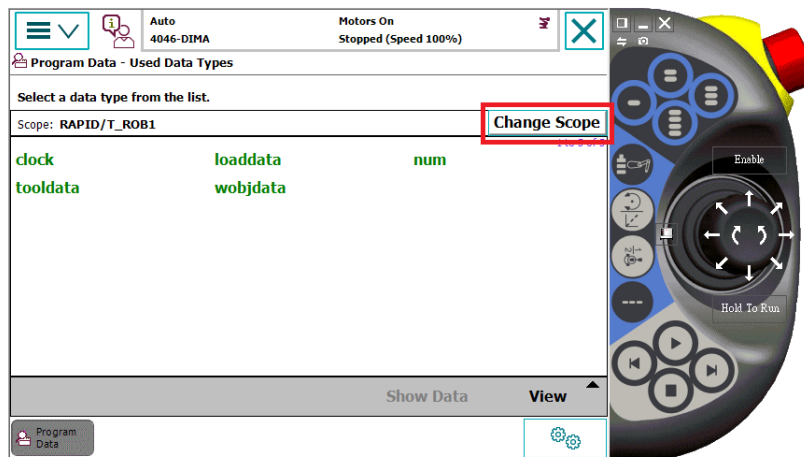 Auto
4046-DIMA
Motors On
Stopped (Speed 100%)
Program Data - Used Data Types
Select a data type from the list.
Scope: RAPID/T_ROB1
Change Scope
clock loaddata num
tooldata wobjdata
Enable
Hold To Run
Show Data View
Program
Data